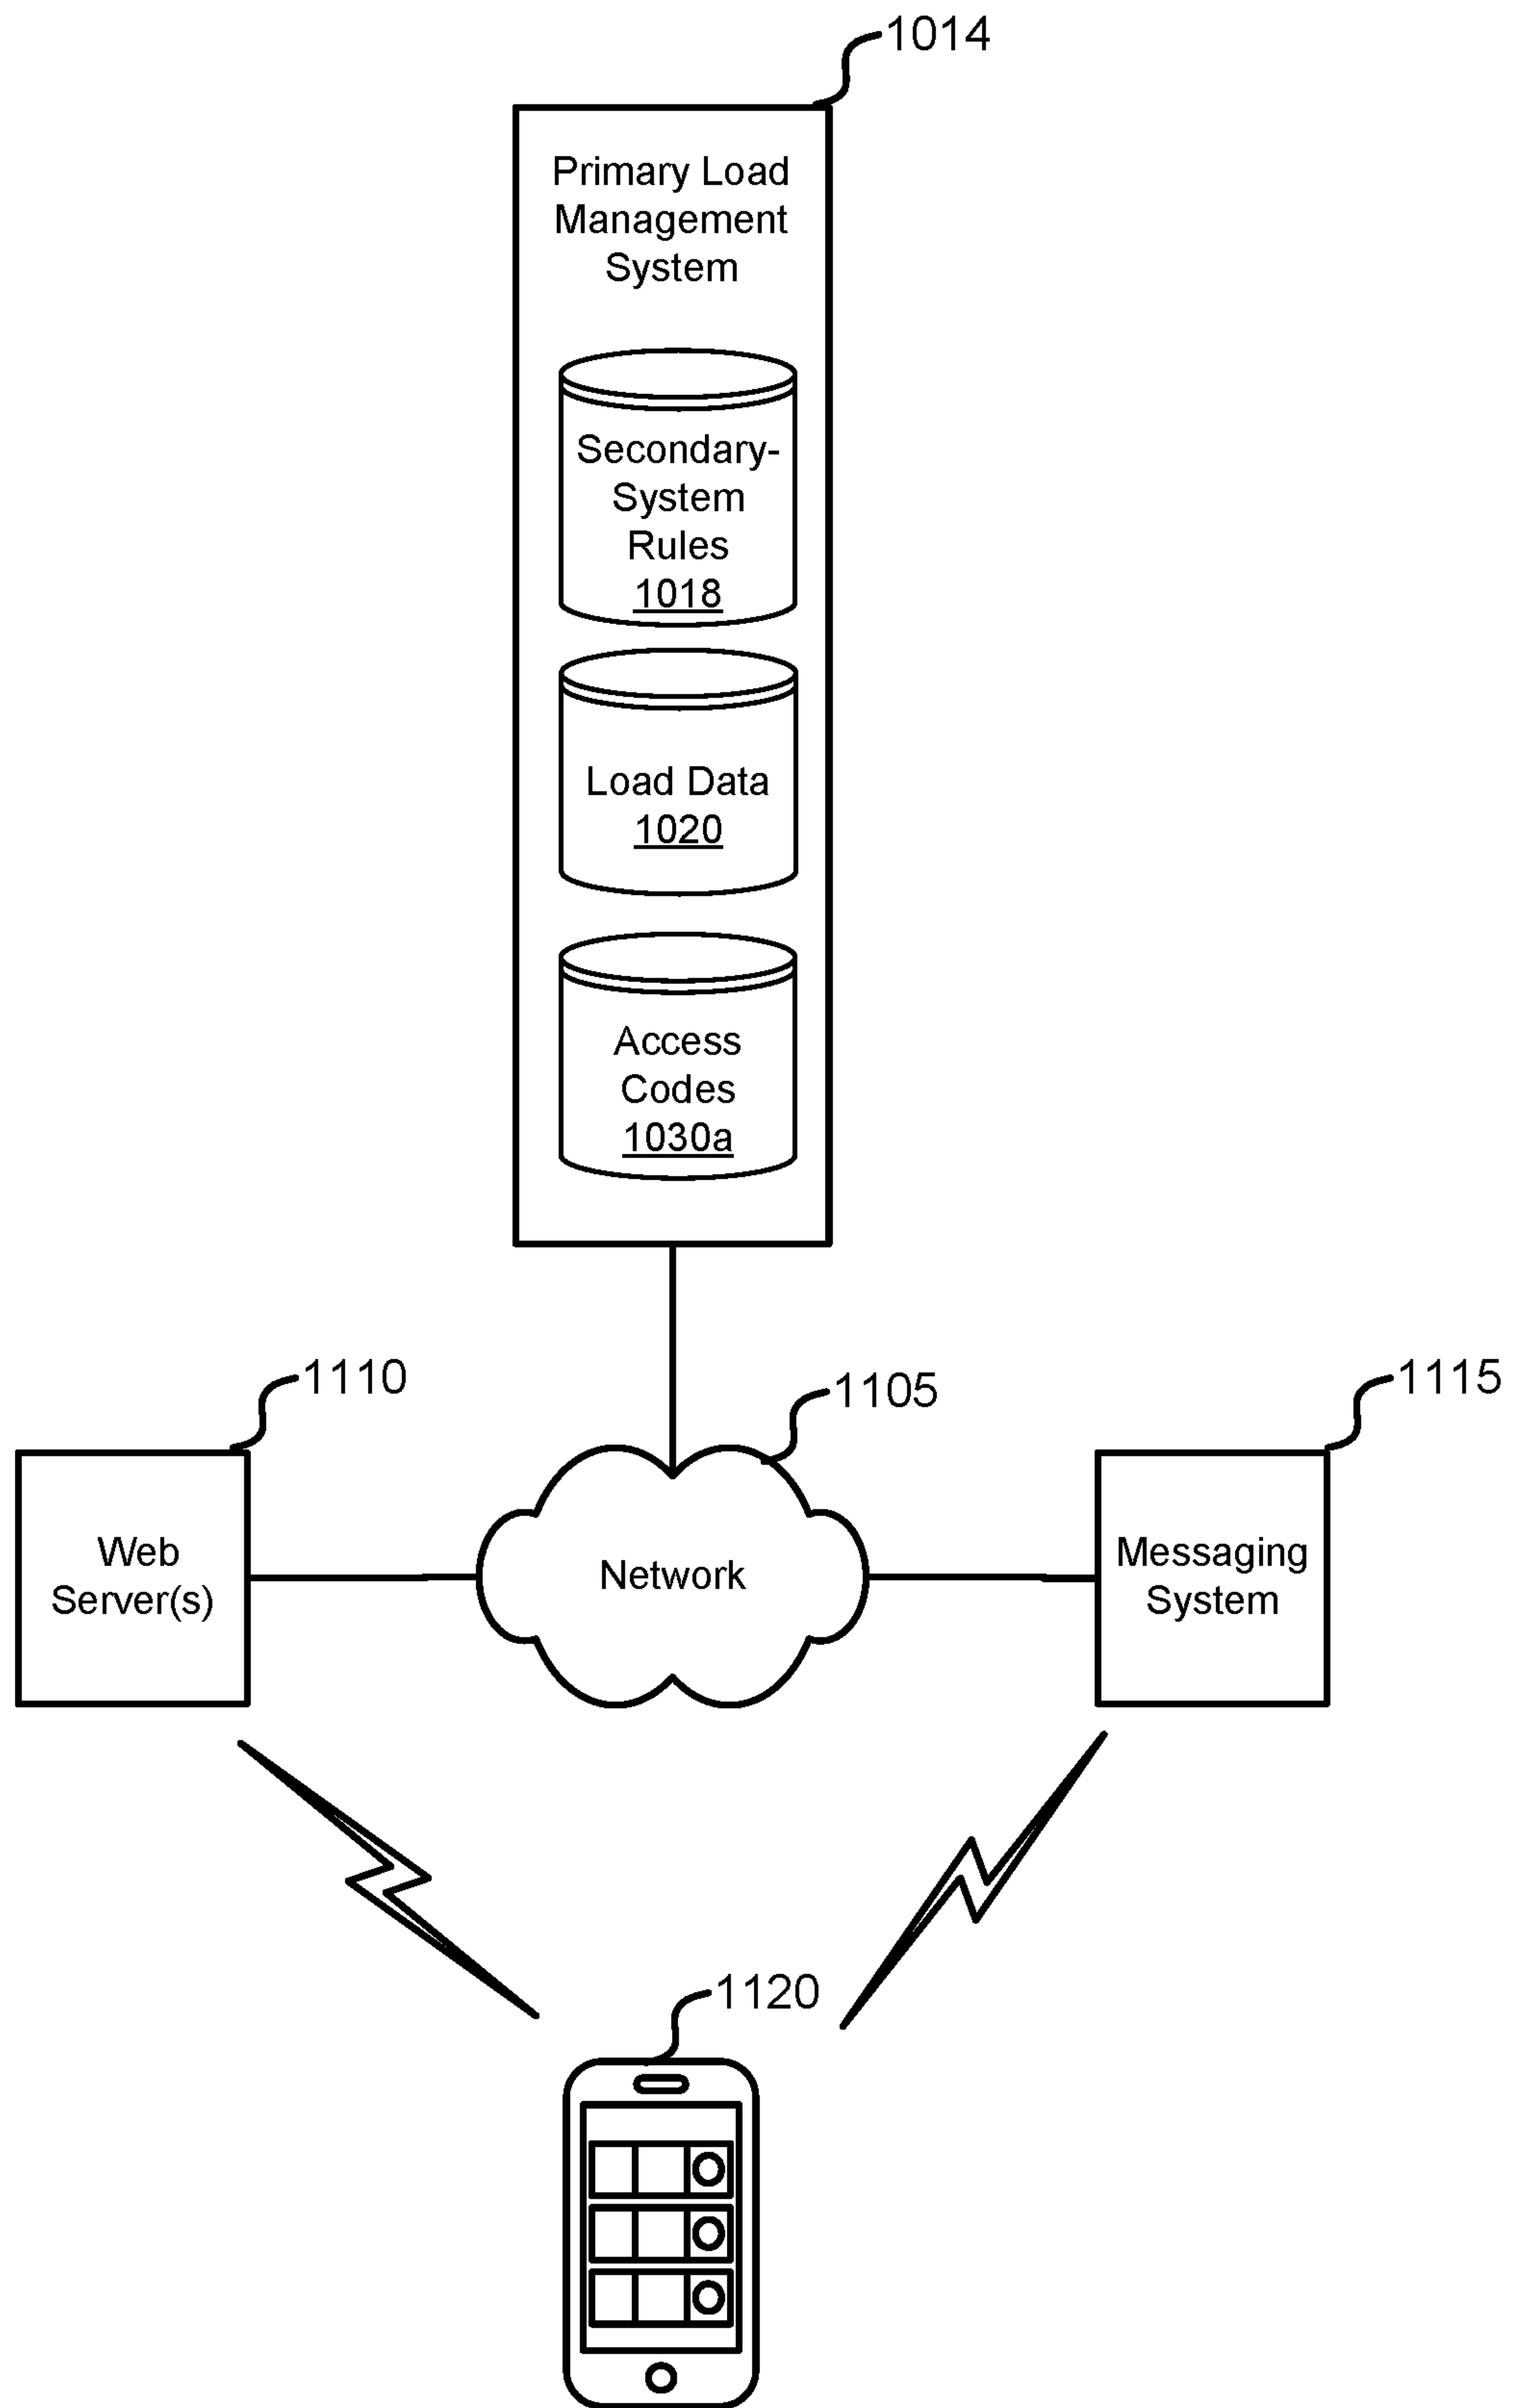 1014
Primary Load
Management
System
Secondary-
System
Rules
1018
Load Data
1020
Access
Codes
1030a
1110
1105
1115
Web
Server(s)
Network
Messaging
System
1120